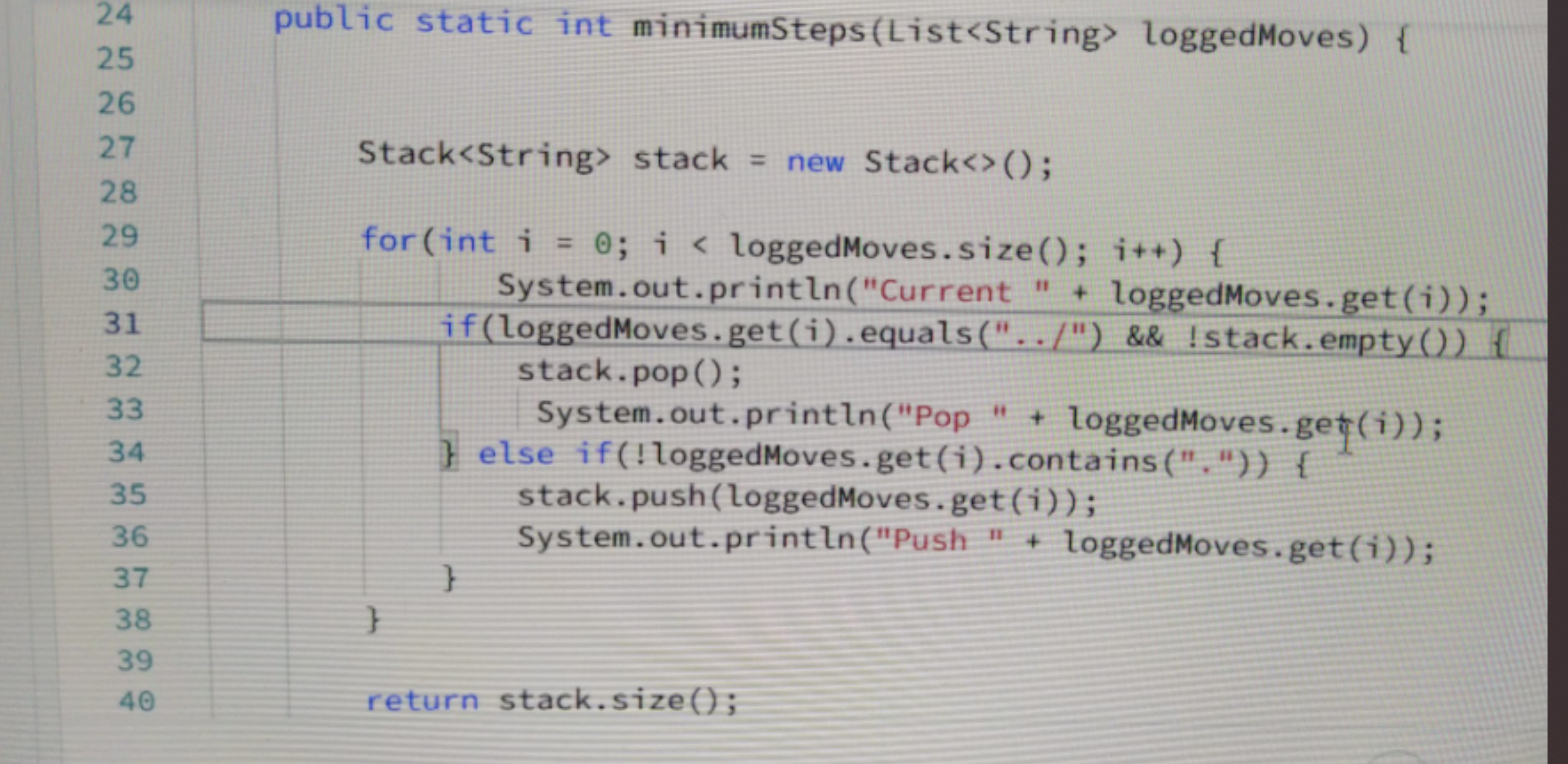 24 public static int minimumSteps(List<String> loggedMoves) {
25
26
27 Stack<String> stack = new Stack<>();
28
29 for(int i = 0; i < loggedMoves.size(); i++) {
30 System.out.println("Current " + loggedMoves.get(i));
31 if(loggedMoves.get(i).equals("../") && !stack.empty()) {
32 stack.pop();
33 System.out.println("Pop " + loggedMoves.get(i));
34 } else if(!loggedMoves.get(i).contains(".")) {
35 stack.push(loggedMoves.get(i));
36 System.out.println("Push " + loggedMoves.get(i));
37 }
38 }
39
40 return stack.size();